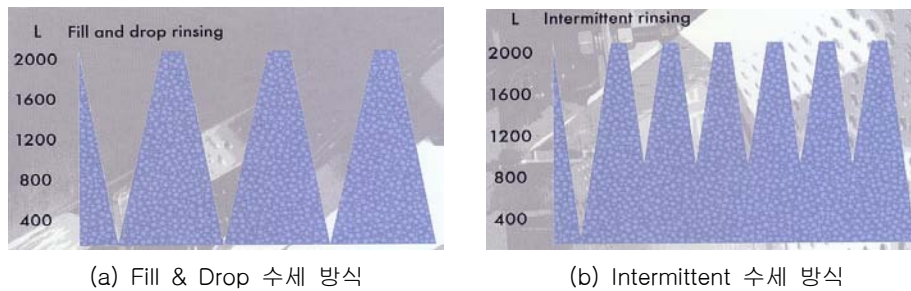 L Fill and drop rinsing
2000
1600
1200
800
400
(a) Fill & Drop 수세 방식
L Intermittent rinsing
2000
1600
1200
800
400
(b) Intermittent 수세 방식